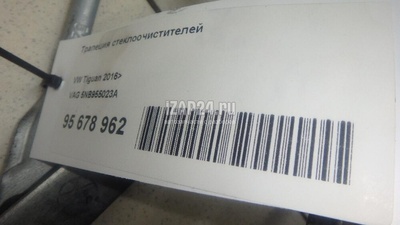 Трапеция стеклоочистителей
VW Tiguan 2016>
VAG 5NB955023A
IZAP24.ru
95 678 962